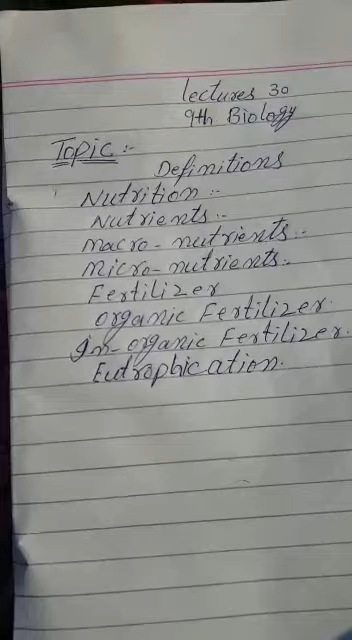 lectures 30
9th Biology
Topic :-
Definitions
Nutrition :-
Nutrients :-
Macro-nutrients :-
Micro-nutrients :-
Fertilizer
Organic Fertilizer.
In-organic Fertilizer.
Eutrophication.